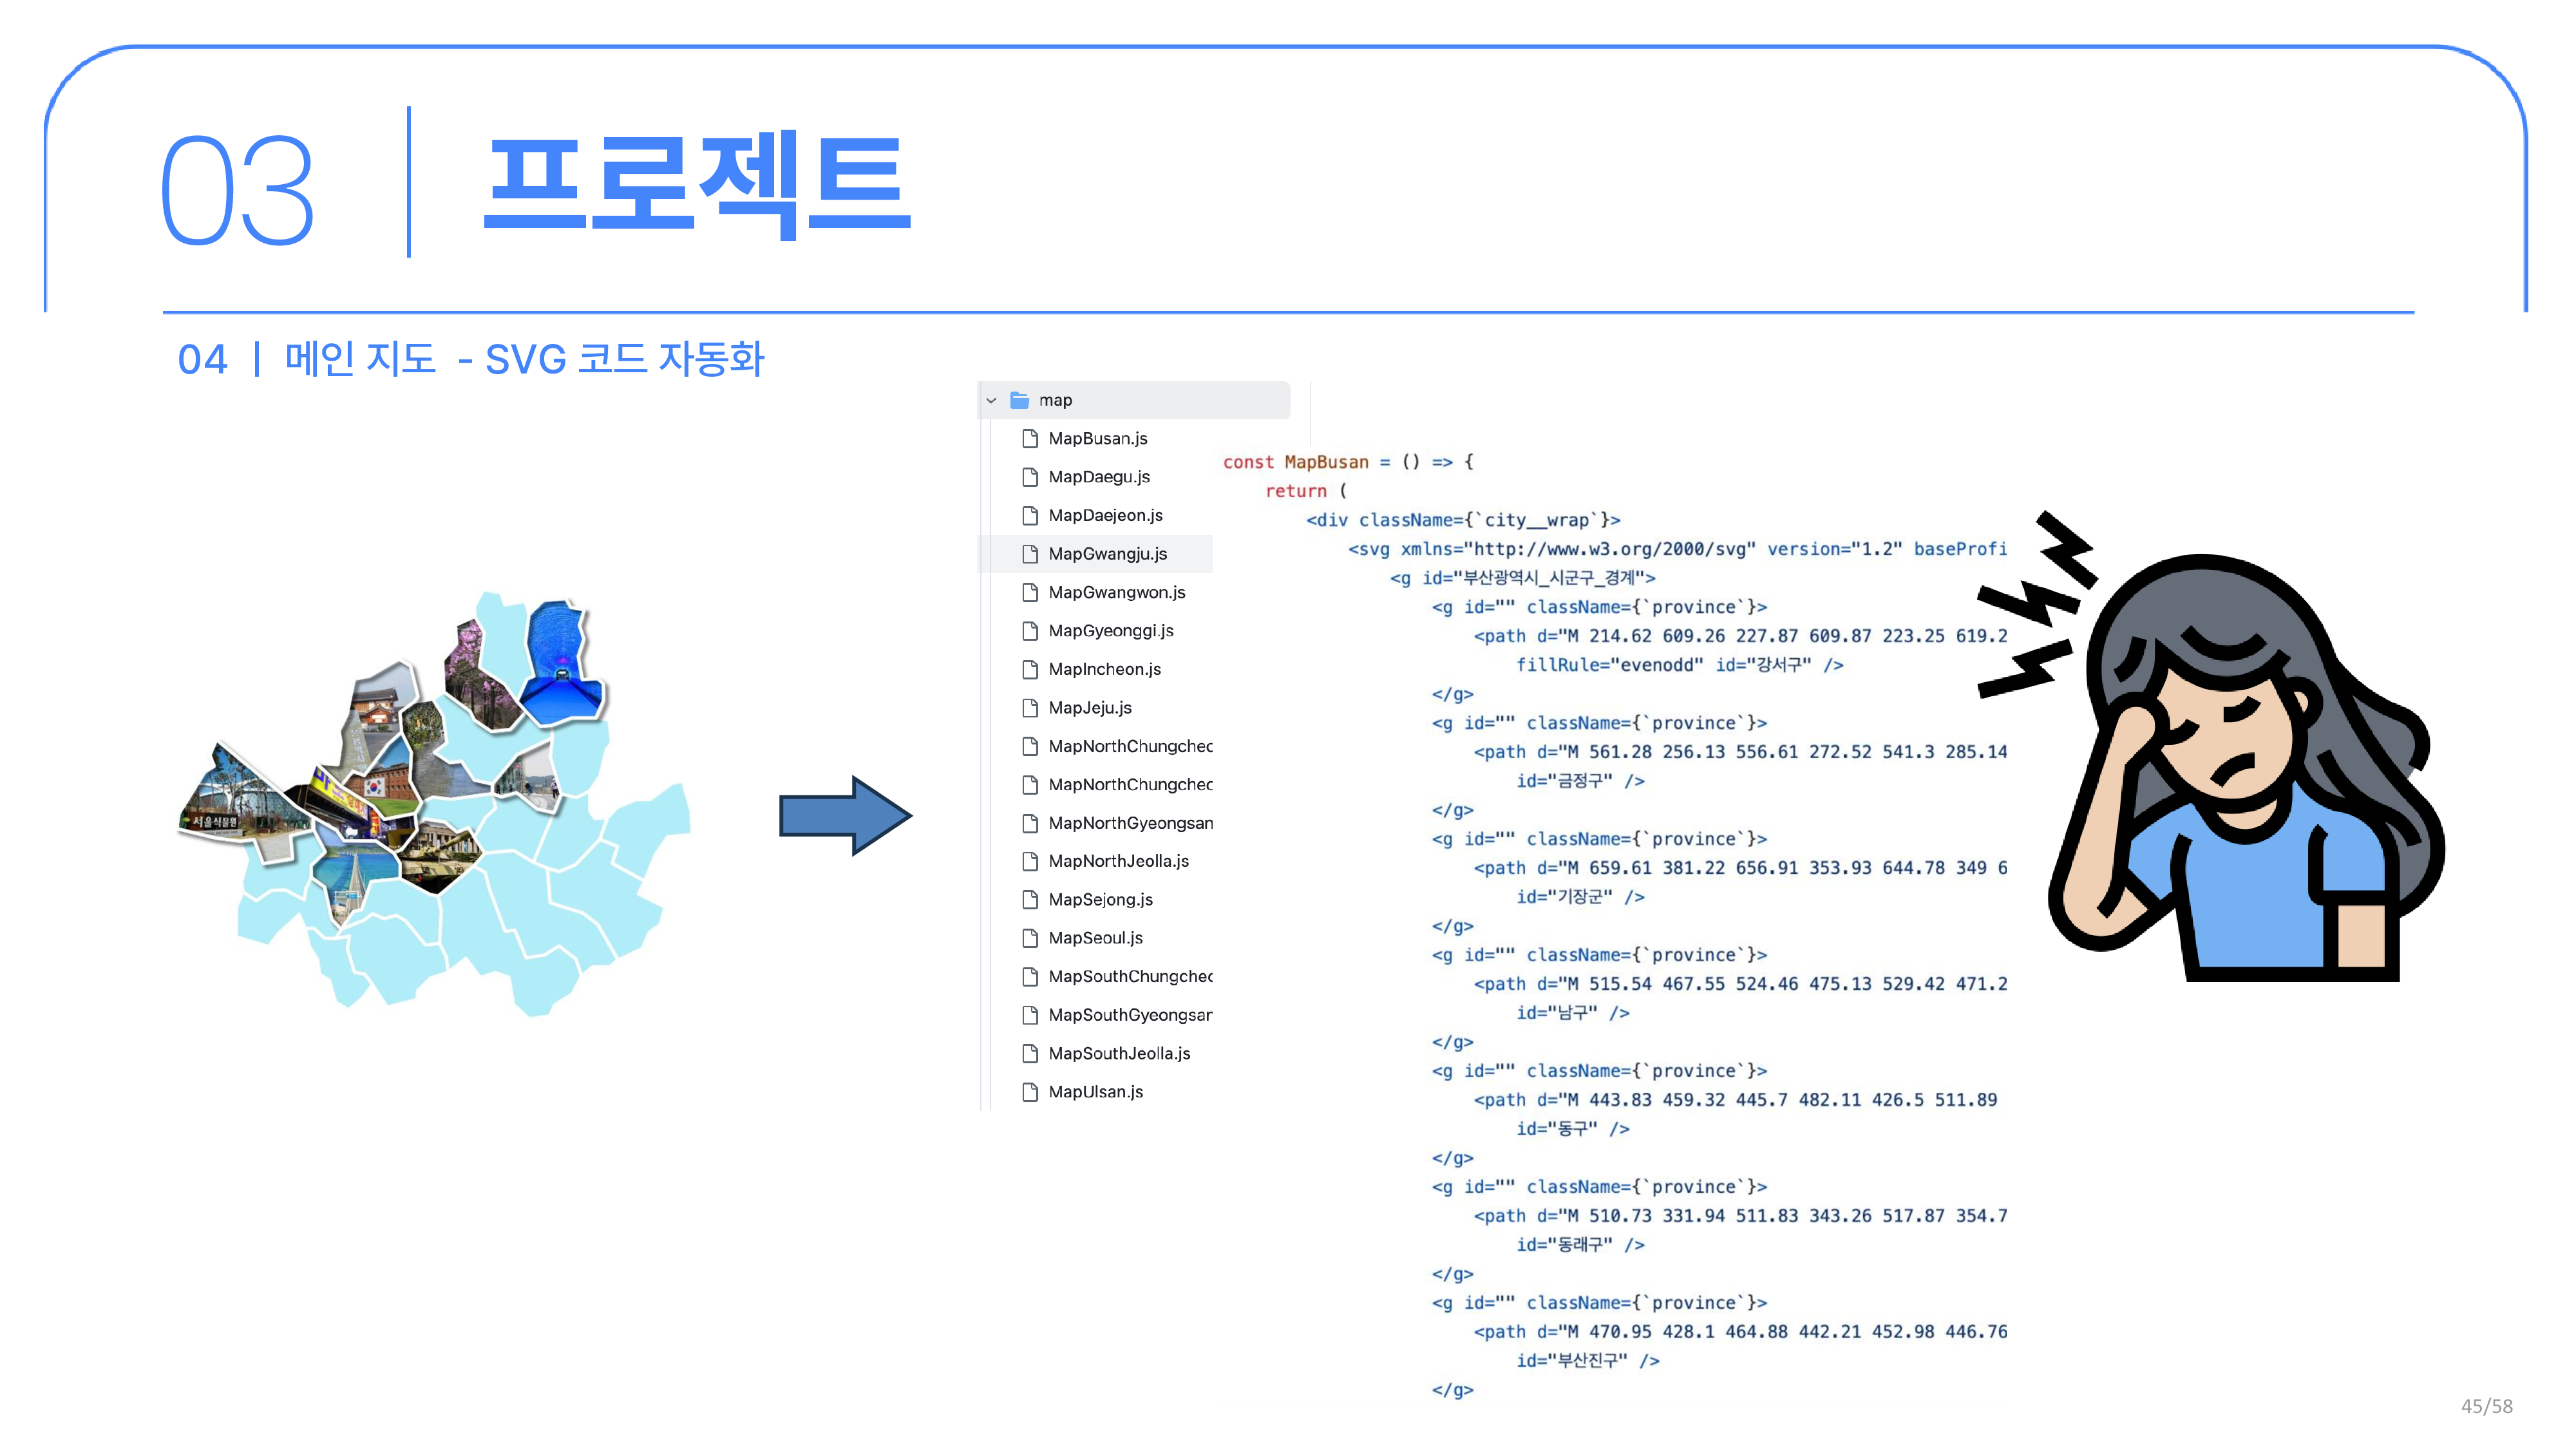 03
프로젝트
04 | 메인 지도 - SVG 코드 자동화
서울식물원
map
MapBusan.js
MapDaegu.js
MapDaejeon.js
MapGwangju.js
MapGwangwon.js
MapGyeonggi.js
MapIncheon.js
MapJeju.js
MapNorthChungchec
MapNorthChungchec
MapNorthGyeongsan
MapNorthJeolla.js
MapSejong.js
MapSeoul.js
MapSouthChungchec
MapSouthGyeongsar
MapSouthJeolla.js
MapUlsan.js
const MapBusan = () => {
return (
<div className={`city__wrap`}>
<svg xmlns="http://www.w3.org/2000/svg" version="1.2" baseProfi
<g id="부산광역시_시군구_경계">
<g id="" className={`province`}>
<path d="M 214.62 609.26 227.87 609.87 223.25 619.2
fillRule="evenodd" id="강서구" />
</g>
<g id="" className={`province`}>
<path d="M 561.28 256.13 556.61 272.52 541.3 285.14
id="금정구" />
</g>
<g id="" className={`province`}>
<path d="M 659.61 381.22 656.91 353.93 644.78 349 6
id="기장군" />
</g>
<g id="" className={`province`}>
<path d="M 515.54 467.55 524.46 475.13 529.42 471.2
id="남구" />
</g>
<g id="" className={`province`}>
<path d="M 443.83 459.32 445.7 482.11 426.5 511.89
id="동구" />
</g>
<g id="" className={`province`}>
<path d="M 510.73 331.94 511.83 343.26 517.87 354.7
id="동래구" />
</g>
<g id="" className={`province`}>
<path d="M 470.95 428.1 464.88 442.21 452.98 446.76
id="부산진구" />
</g>
45/58